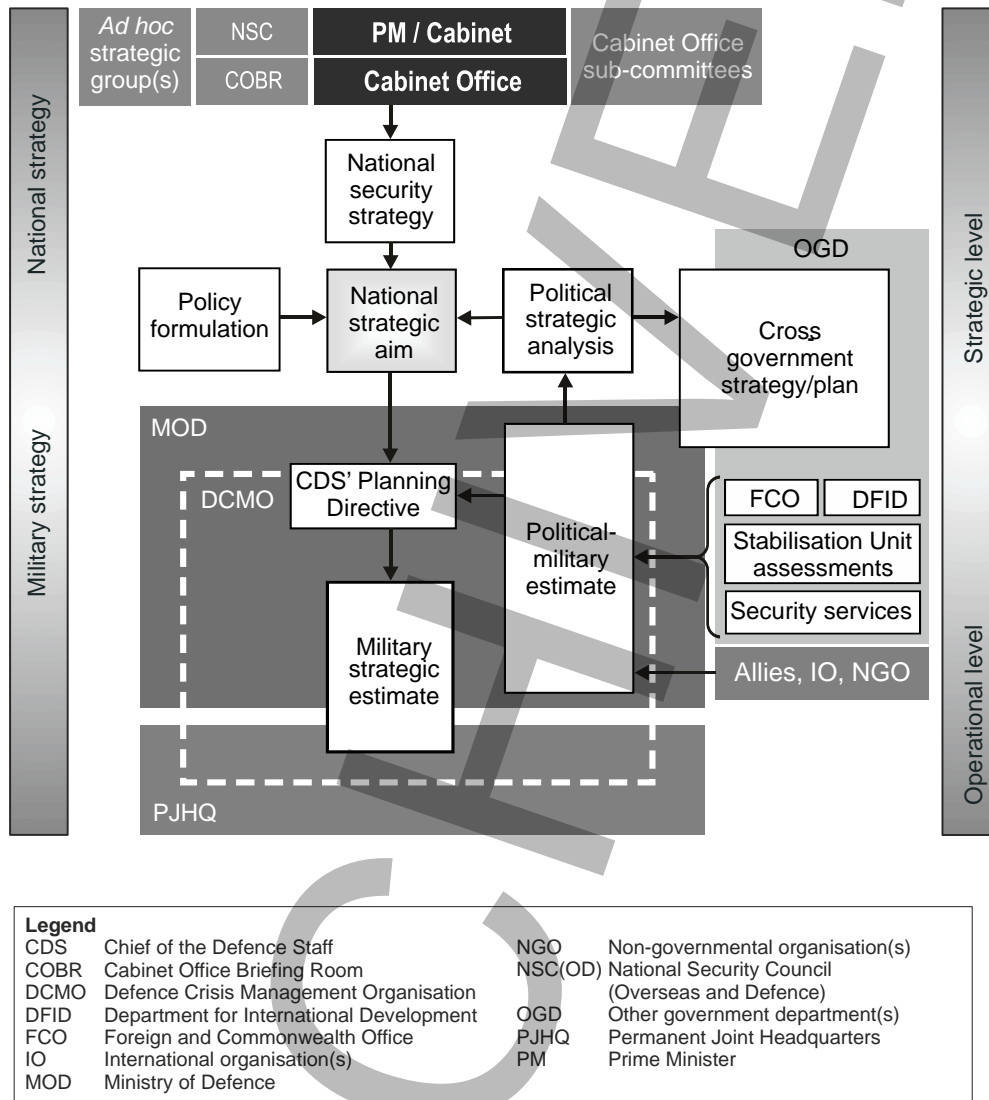 Ad hoc
strategic
group(s)
NSC
COBR
PM / Cabinet
Cabinet Office
Cabinet Office
sub-committees
National strategy
Military strategy
Strategic level
Operational level
National
security
strategy
Policy
formulation
National
strategic
aim
Political
strategic
analysis
OGD
Cross
government
strategy/plan
MOD
DCMO
CDS' Planning
Directive
Political-
military
estimate
Military
strategic
estimate
FCO
DFID
Stabilisation Unit
assessments
Security services
Allies, IO, NGO
PJHQ
Legend
CDS Chief of the Defence Staff
COBR Cabinet Office Briefing Room
DCMO Defence Crisis Management Organisation
DFID Department for International Development
FCO Foreign and Commonwealth Office
IO International organisation(s)
MOD Ministry of Defence
NGO Non-governmental organisation(s)
NSC(OD) National Security Council
(Overseas and Defence)
OGD Other government department(s)
PJHQ Permanent Joint Headquarters
PM Prime Minister